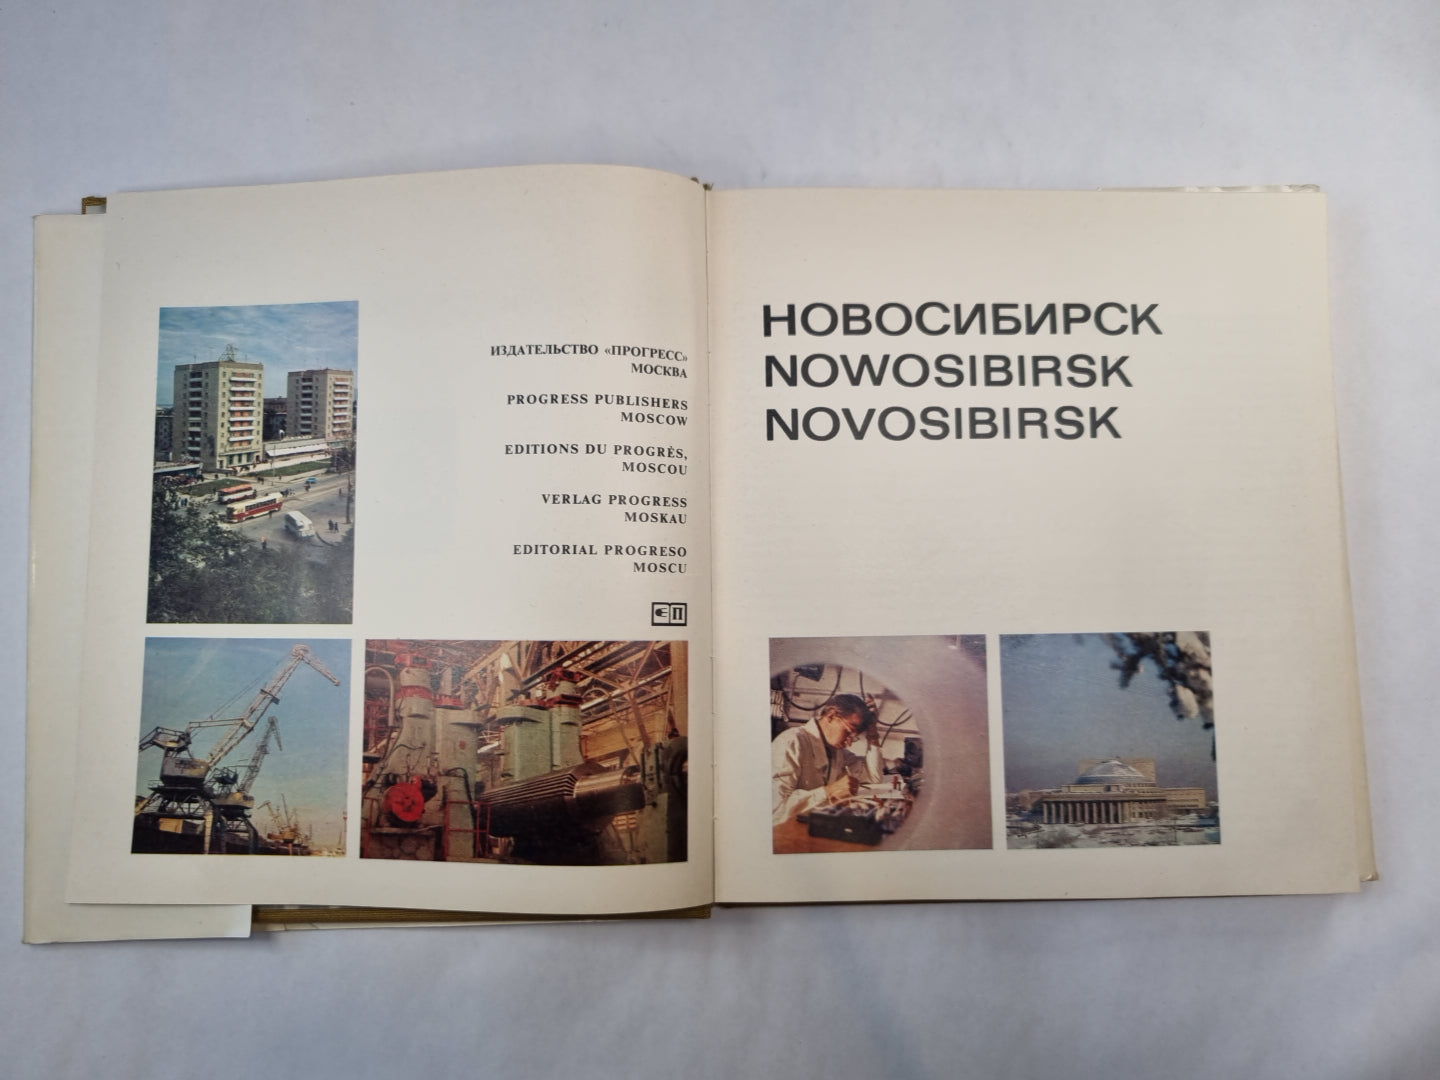 ИЗДАТЕЛЬСТВО «ПРОГРЕСС»
МОСКВА
PROGRESS PUBLISHERS
MOSCOW
EDITIONS DU PROGRÈS,
MOSCOU
VERLAG PROGRESS
MOSKAU
EDITORIAL PROGRESO
MOSCU
НОВОСИБИРСК
NOWOSIBIRSK
NOVOSIBIRSK